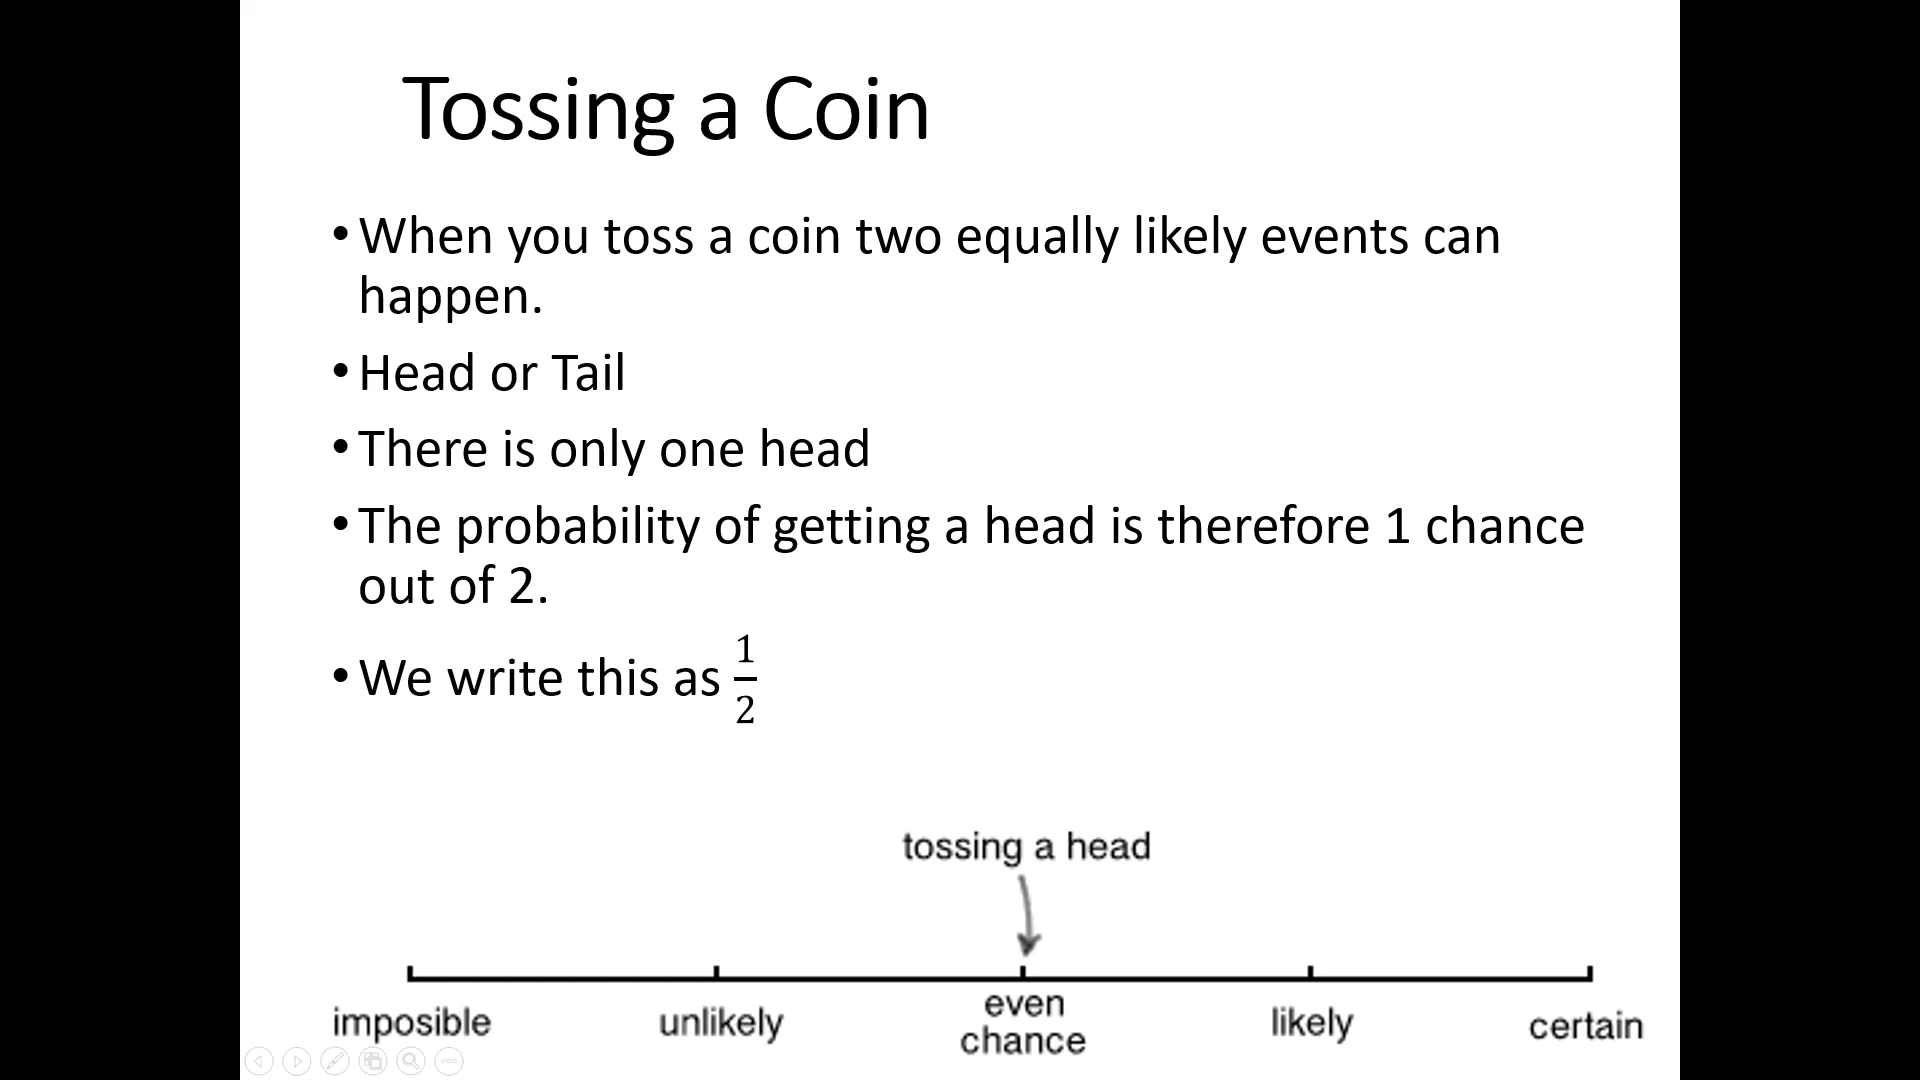 Tossing a Coin
• When you toss a coin two equally likely events can
happen.
• Head or Tail
• There is only one head
• The probability of getting a head is therefore 1 chance
out of 2.
• We write this as 1/2
tossing a head
imposible unlikely even chance likely certain